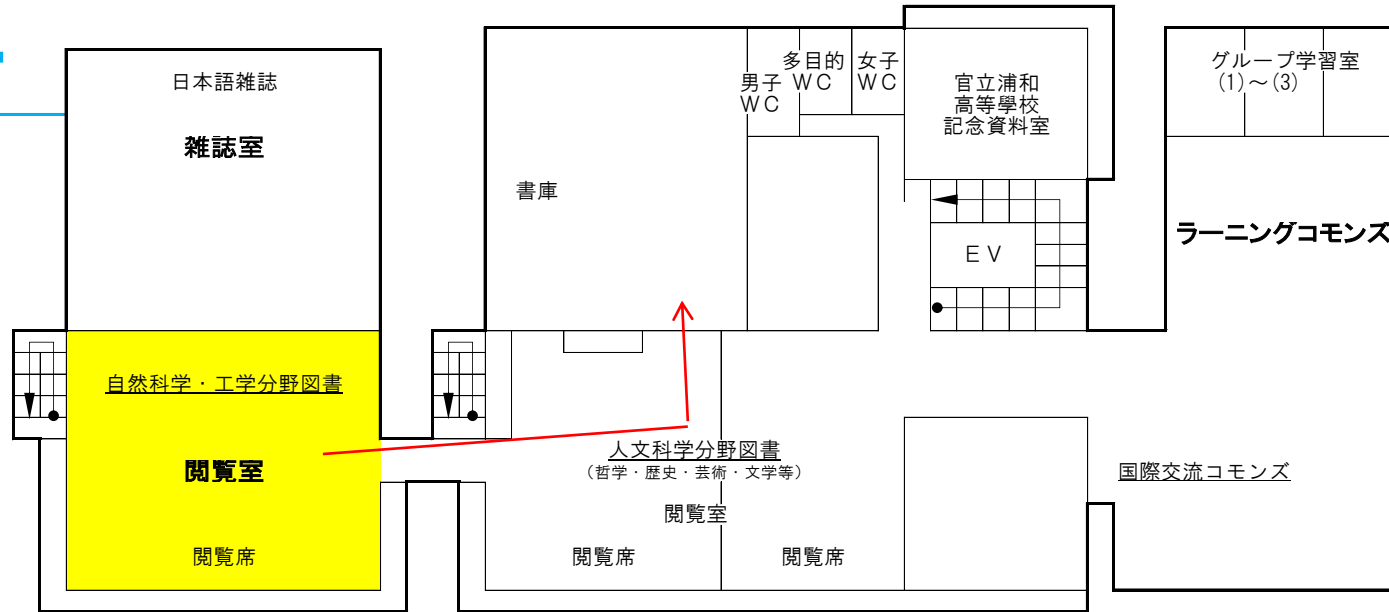 日本語雑誌
雑誌室
自然科学・工学分野図書
閲覧室
閲覧席
書庫
男子
ＷＣ
多目的
ＷＣ
女子
ＷＣ
官立浦和
高等學校
記念資料室
ＥＶ
人文科学分野図書
（哲学・歴史・芸術・文学等）
閲覧室
閲覧席
閲覧席
グループ学習室
(1)～(3)
ラーニングコモンズ
国際交流コモンズ